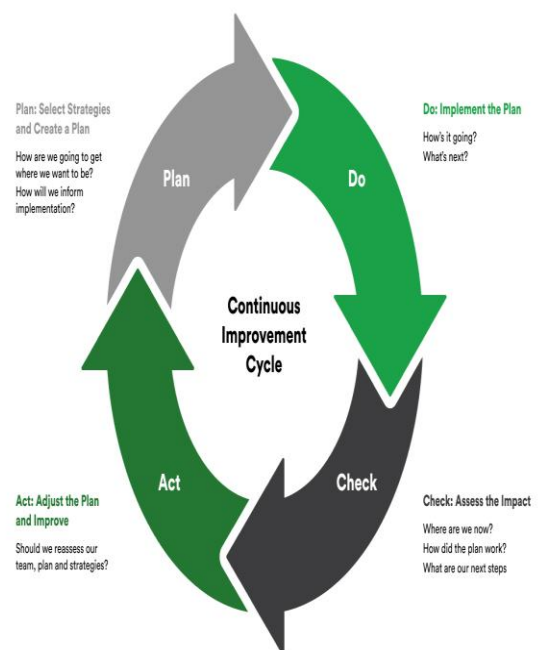 Plan: Select Strategies
and Create a Plan
How are we going to get
where we want to be?
How will we inform
implementation?
Plan
Do: Implement the Plan
How's it going?
What's next?
Do
Continuous
Improvement
Cycle
Check
Check: Assess the Impact
Where are we now?
How did the plan work?
What are our next steps
Act
Act: Adjust the Plan
and Improve
Should we reassess our
team, plan and strategies?